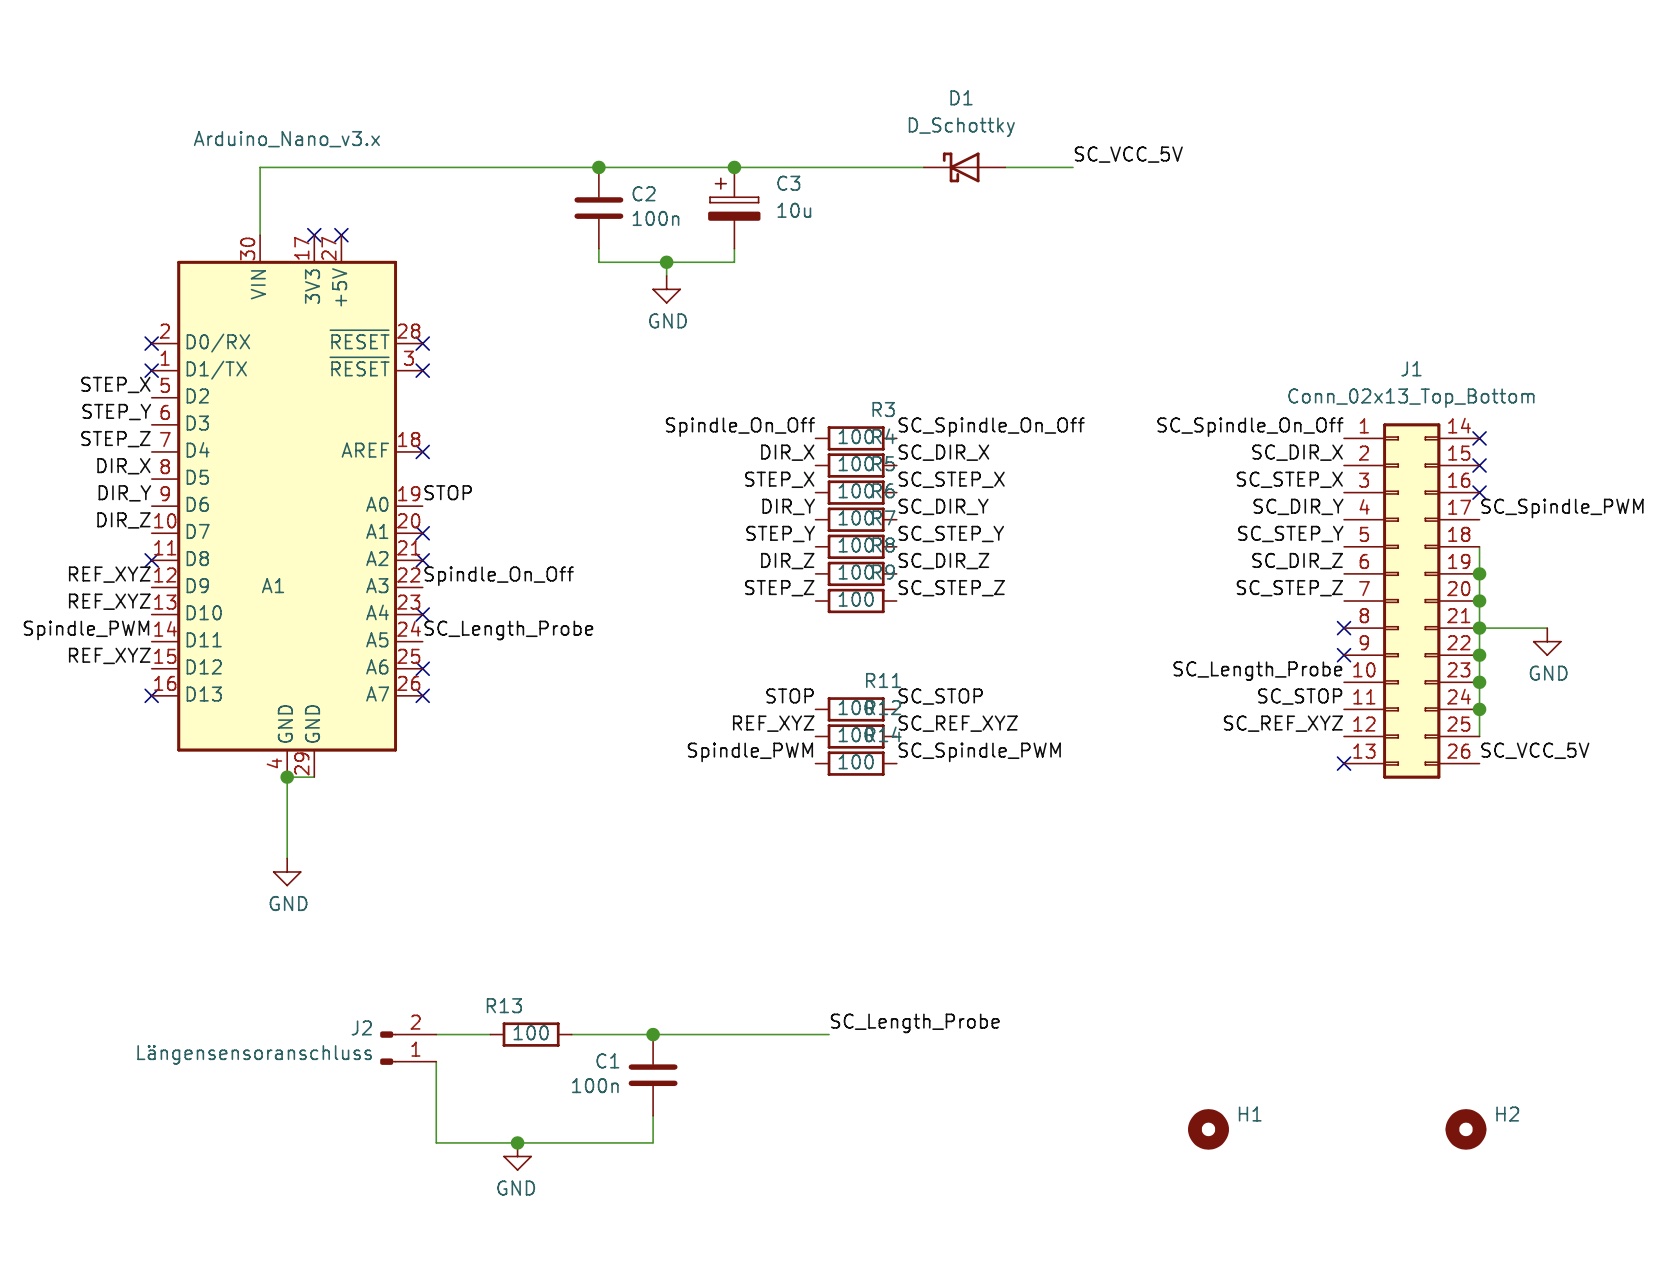 D1
D_Schottky
Arduino_Nano_v3.x
SC_VCC_5V
+
C2
100n
C3
10u
GND
30
17
27
VIN
3V3
+5V
2
D0/RX
RESET
28
1
D1/TX
RESET
3
STEP_X
5
D2
STEP_Y
6
D3
STEP_Z
7
D4
AREF
18
DIR_X
8
D5
DIR_Y
9
D6
A0
19
STOP
DIR_Z
10
D7
A1
20
11
D8
A2
21
REF_XYZ
12
D9
A1
A3
22
Spindle_On_Off
REF_XYZ
13
D10
A4
23
Spindle_PWM
14
D11
A5
24
SC_Length_Probe
REF_XYZ
15
D12
A6
25
16
D13
A7
26
GND
GND
4
29
GND
R3
Spindle_On_Off
100
SC_Spindle_On_Off
R4
DIR_X
100
SC_DIR_X
R5
STEP_X
100
SC_STEP_X
R6
DIR_Y
100
SC_DIR_Y
R7
STEP_Y
100
SC_STEP_Y
R8
DIR_Z
100
SC_DIR_Z
R9
STEP_Z
100
SC_STEP_Z
R11
STOP
100
SC_STOP
R12
REF_XYZ
100
SC_REF_XYZ
R14
Spindle_PWM
100
SC_Spindle_PWM
J1
Conn_02x13_Top_Bottom
SC_Spindle_On_Off
1
14
SC_DIR_X
2
15
SC_STEP_X
3
16
SC_DIR_Y
4
17
SC_Spindle_PWM
SC_STEP_Y
5
18
SC_DIR_Z
6
19
SC_STEP_Z
7
20
8
21
9
22
GND
SC_Length_Probe
10
23
SC_STOP
11
24
SC_REF_XYZ
12
25
13
26
SC_VCC_5V
J2
Längensensoranschluss
2
1
R13
100
SC_Length_Probe
C1
100n
GND
H1
H2